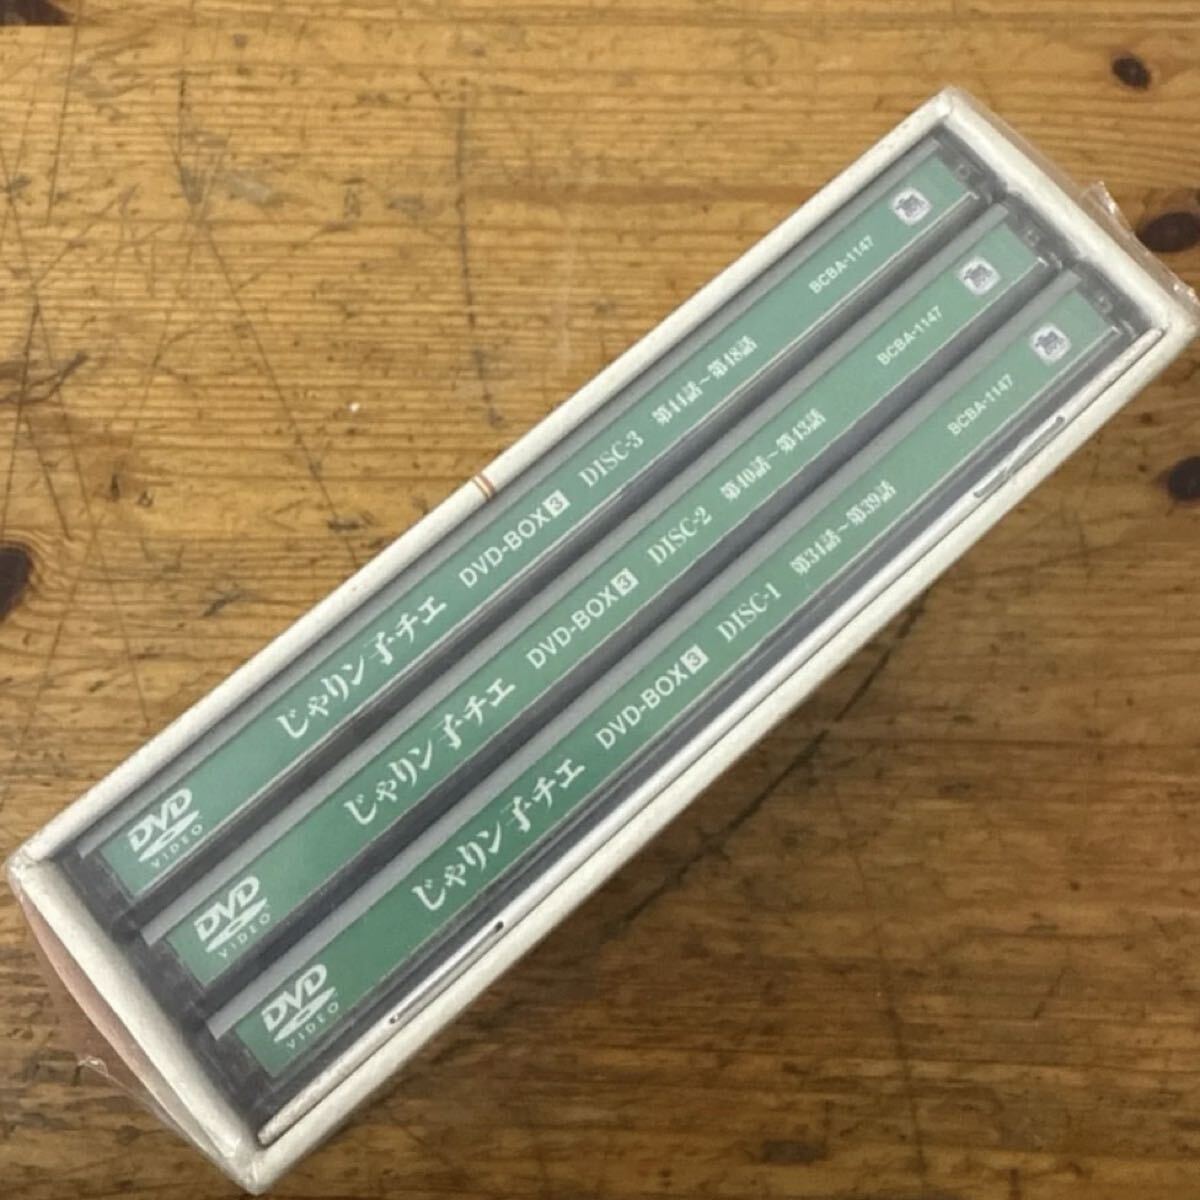 DVD VIDEO じゃりン子チエ DVD-BOX 3 DISC-3 第44話~第48話 BCBA-1147
DVD VIDEO じゃりン子チエ DVD-BOX 3 DISC-2 第40話~第43話 BCBA-1147
DVD VIDEO じゃりン子チエ DVD-BOX 3 DISC-1 第34話~第39話 BCBA-1147